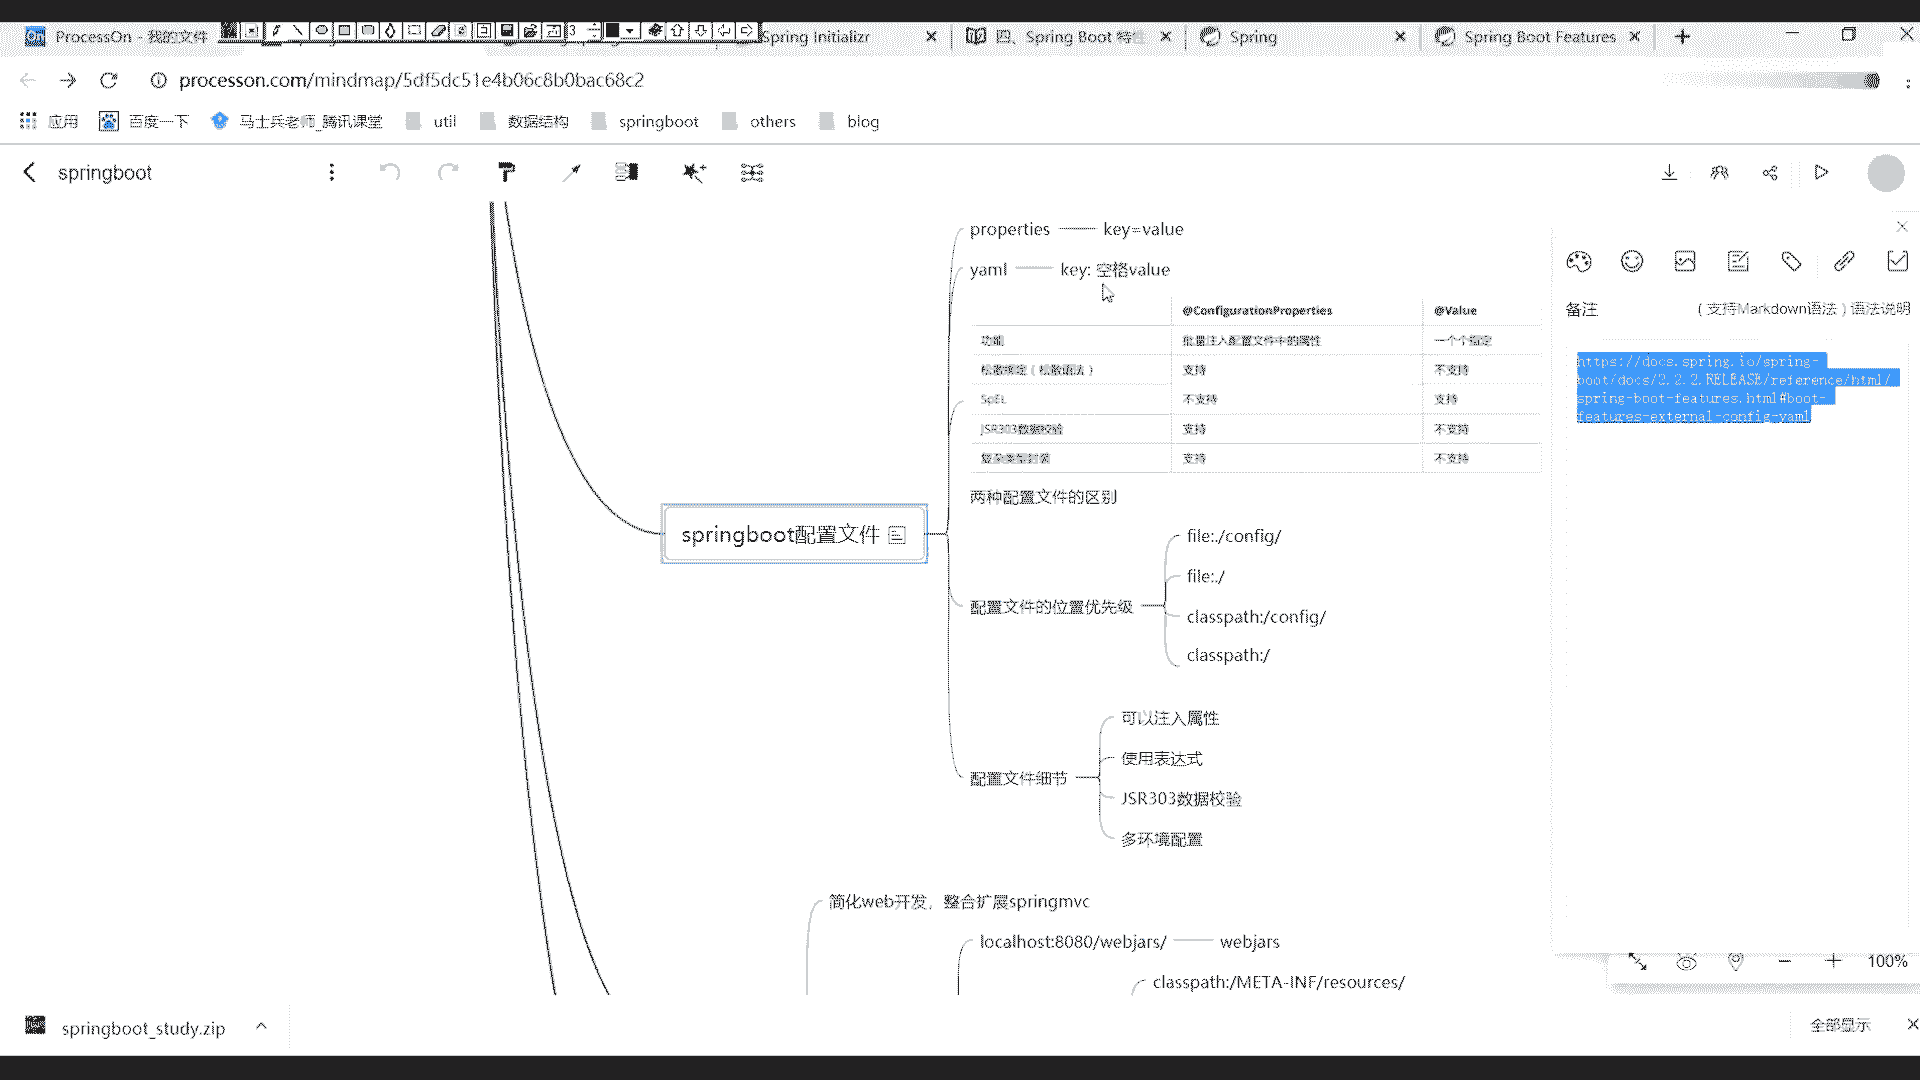 ProcessOn - 我的文件
Spring Initializr
四、Spring Boot 特性
Spring
Spring Boot Features
processon.com/mindmap/5df5dc51e4b06c8b0bac68c2
应用
百度一下
马士兵老师_腾讯课堂
util
数据结构
springboot
others
blog
springboot
properties
key=value
yaml
key: 空格value
@ConfigurationProperties
@Value
功能
批量注入配置文件中的属性
一个个指定
松散绑定（松散语法）
支持
不支持
SpEL
不支持
支持
JSR303数据校验
支持
不支持
复杂类型封装
支持
不支持
两种配置文件的区别
springboot配置文件
file:./config/
file:./
配置文件的位置优先级
classpath:/config/
classpath:/
可以注入属性
使用表达式
配置文件细节
JSR303数据校验
多环境配置
简化web开发，整合扩展springmvc
localhost:8080/webjars/
webjars
classpath:/META-INF/resources/
备注
（支持Markdown语法）语法说明
https://docs.spring.io/spring-
boot/docs/2.2.2.RELEASE/reference/html/
spring-boot-features.html#boot-
features-external-config-yaml
100%
springboot_study.zip
全部显示
3